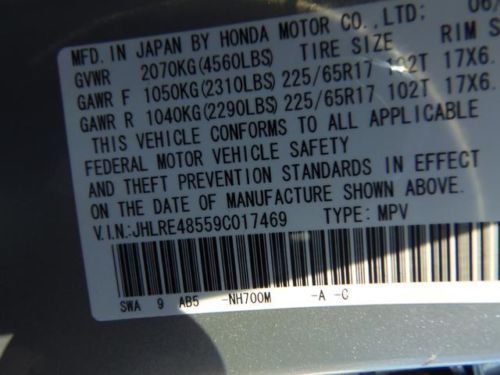 MFD. IN JAPAN BY HONDA MOTOR CO.,LTD: 06/
GVWR 2070KG(4560LBS) TIRE SIZE RIM S
GAWR F 1050KG(2310LBS) 225/65R17 102T 17X6.
GAWR R 1040KG(2290LBS) 225/65R17 102T 17X6.
THIS VEHICLE CONFORMS TO ALL APPLICABLE
FEDERAL MOTOR VEHICLE SAFETY
AND THEFT PREVENTION STANDARDS IN EFFECT
ON THE DATE OF MANUFACTURE SHOWN ABOVE.
V.I.N:JHLRE48559C017469 TYPE: MPV
SWA 9 AB5 -NH700M -A -C